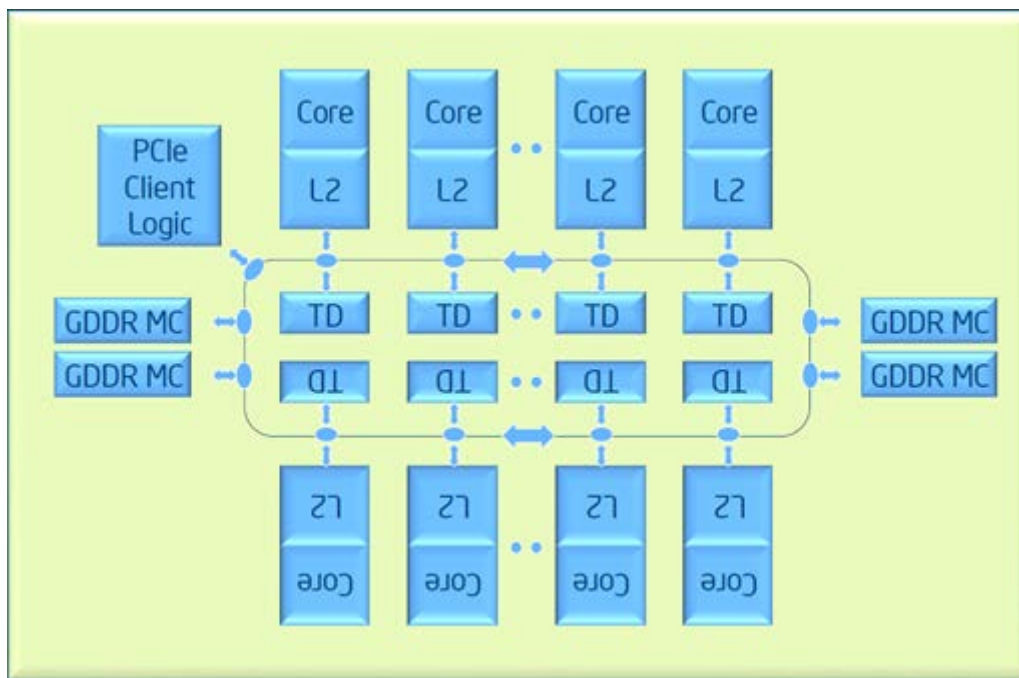 Core Core Core Core
PCIe
Client
Logic
L2 L2 L2 L2
GDDR MC TD TD TD TD GDDR MC
GDDR MC TD TD TD TD GDDR MC
L2 L2 L2 L2
Core Core Core Core